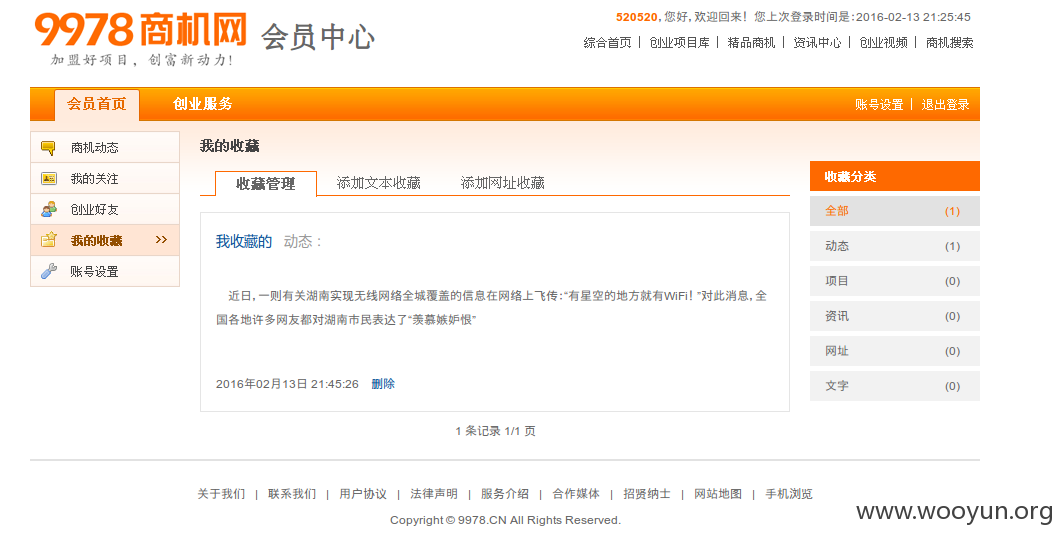 9978商机网 会员中心
加盟好项目，创富新动力！
520520，您好，欢迎回来！您上次登录时间是：2016-02-13 21:25:45
综合首页 | 创业项目库 | 精品商机 | 资讯中心 | 创业视频 | 商机搜索
会员首页 创业服务 账号设置 | 退出登录
商机动态
我的关注
创业好友
我的收藏 >>
账号设置
我的收藏
收藏管理 添加文本收藏 添加网址收藏
我收藏的 动态：
近日，一则有关湖南实现无线网络全城覆盖的信息在网络上飞传：“有星空的地方就有WiFi！”对此消息，全
国各地许多网友都对湖南市民表达了“羡慕嫉妒恨”
2016年02月13日 21:45:26 删除
1 条记录 1/1 页
收藏分类
全部 (1)
动态 (1)
项目 (0)
资讯 (0)
网址 (0)
文字 (0)
关于我们 | 联系我们 | 用户协议 | 法律声明 | 服务介绍 | 合作媒体 | 招贤纳士 | 网站地图 | 手机浏览
Copyright © 9978.CN All Rights Reserved.
www.wooyun.org